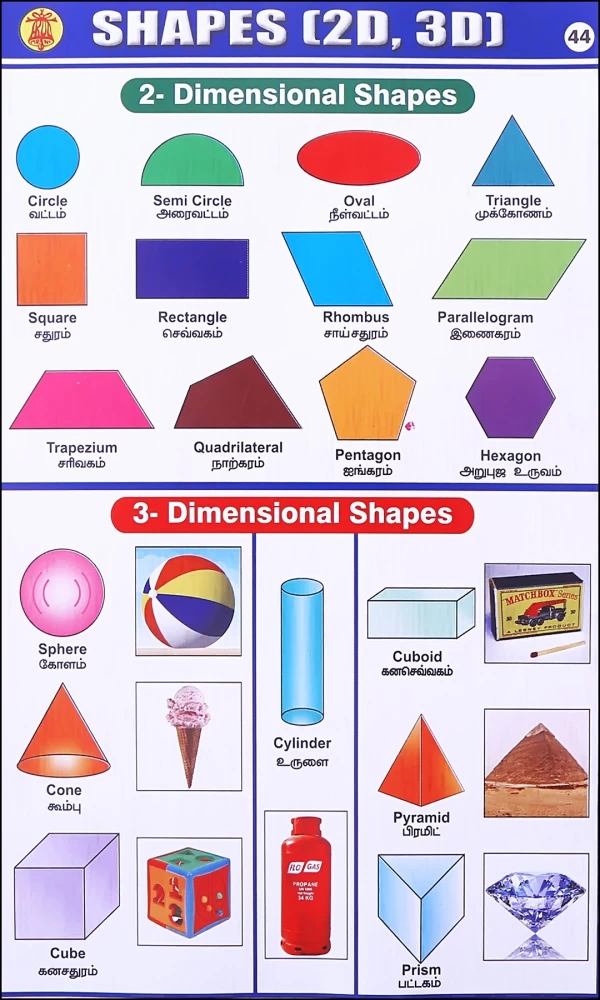 SHAPES (2D, 3D)
44
2- Dimensional Shapes
Circle
வட்டம்
Semi Circle
அரைவட்டம்
Oval
நீள்வட்டம்
Triangle
முக்கோணம்
Square
சதுரம்
Rectangle
செவ்வகம்
Rhombus
சாய்சதுரம்
Parallelogram
இணைகரம்
Trapezium
சரிவகம்
Quadrilateral
நாற்கரம்
Pentagon
ஐங்கரம்
Hexagon
அறுபுஜ உருவம்
3- Dimensional Shapes
Sphere
கோளம்
Cone
கூம்பு
Cube
கனசதுரம்
Cylinder
உருளை
FLO GAS
PROPANE
34 KG
Cuboid
கனசெவ்வகம்
MATCHBOX Series
30
30
A LESNEY PRODUCT
Pyramid
பிரமிட்
Prism
பட்டகம்